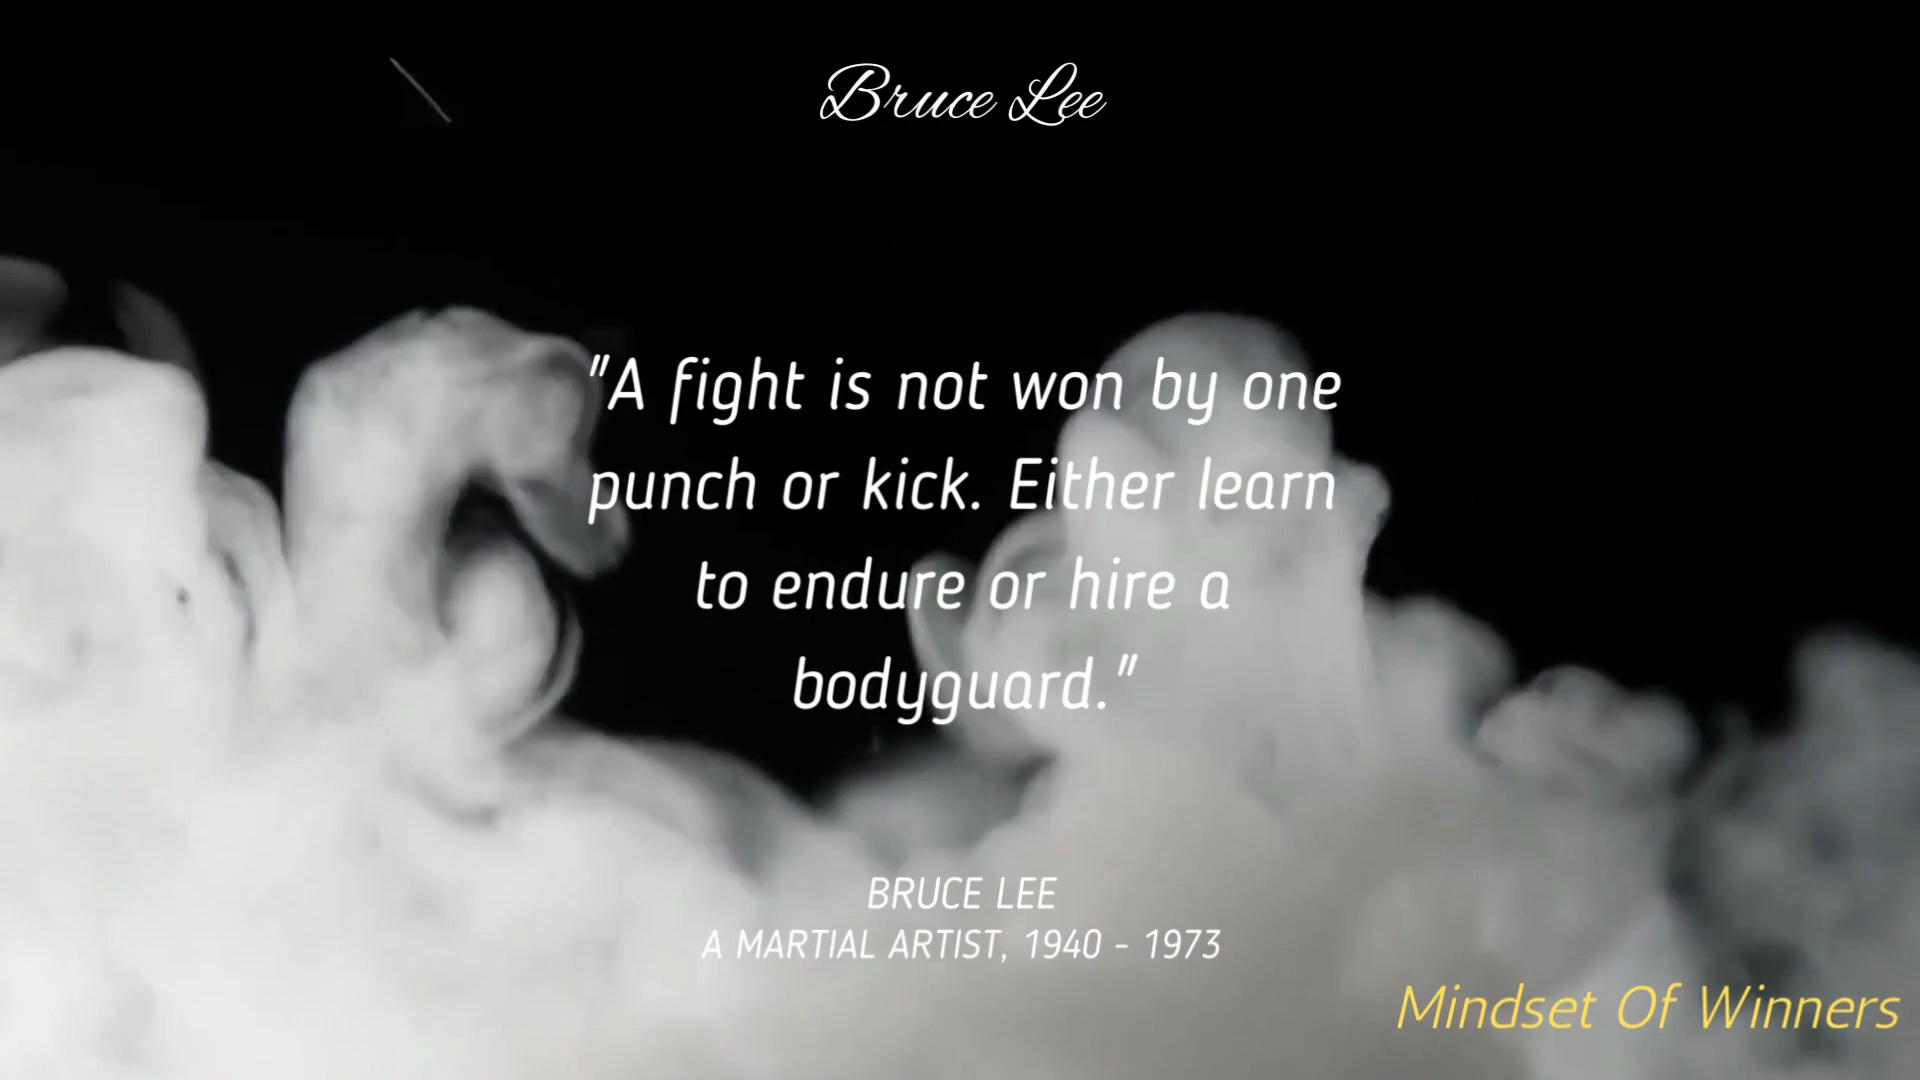 Bruce Lee
"A fight is not won by one
punch or kick. Either learn
to endure or hire a
bodyguard."
BRUCE LEE
A MARTIAL ARTIST, 1940 - 1973
Mindset Of Winners